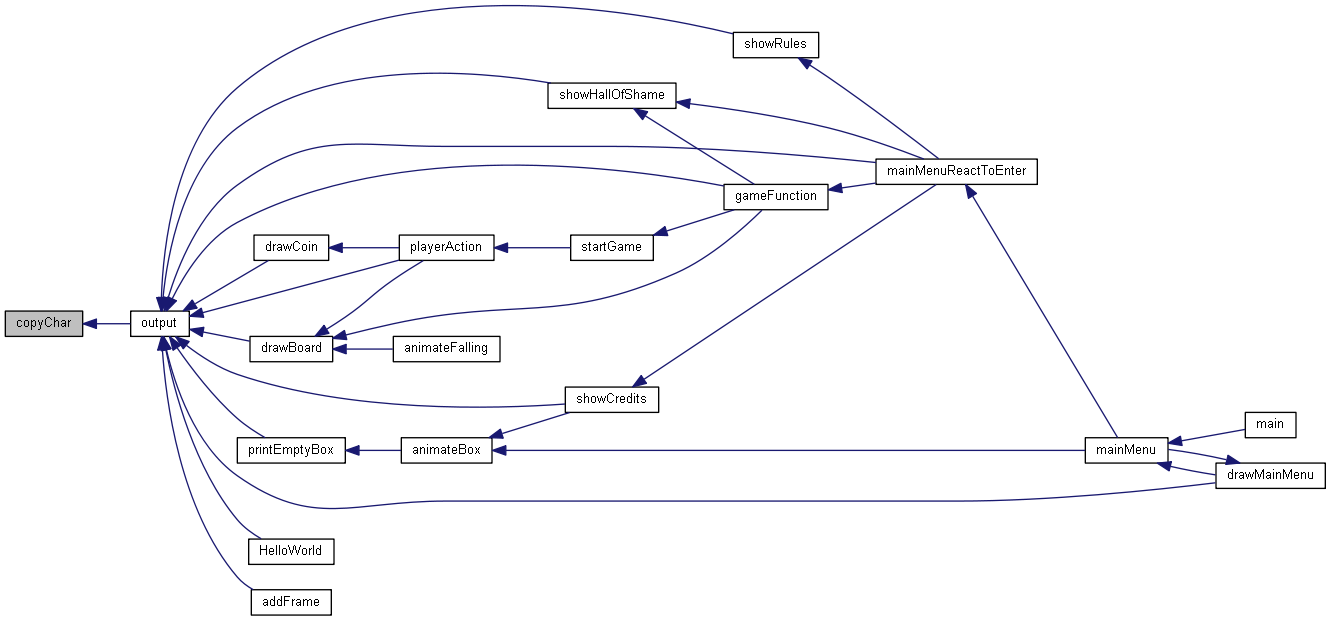 showRules
showHallOfShame
mainMenuReactToEnter
gameFunction
drawCoin
playerAction
startGame
copyChar
output
drawBoard
animateFalling
showCredits
main
printEmptyBox
animateBox
mainMenu
drawMainMenu
HelloWorld
addFrame